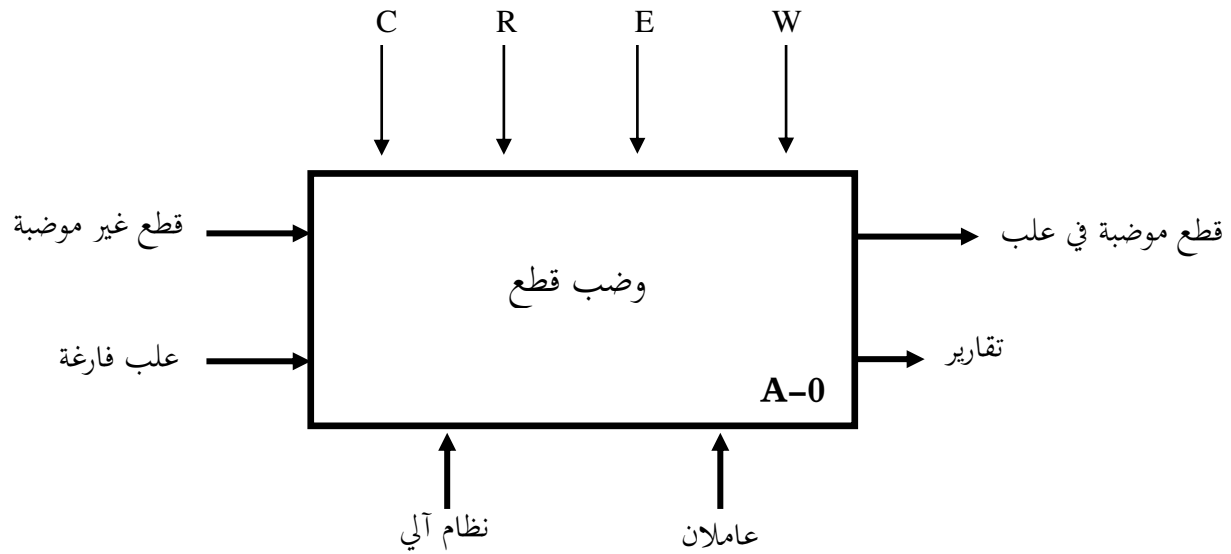 C R E W
قطع غير موضبة
قطع موضبة في علب
وضب قطع
علب فارغة
تقارير
A-0
نظام آلي
عاملان